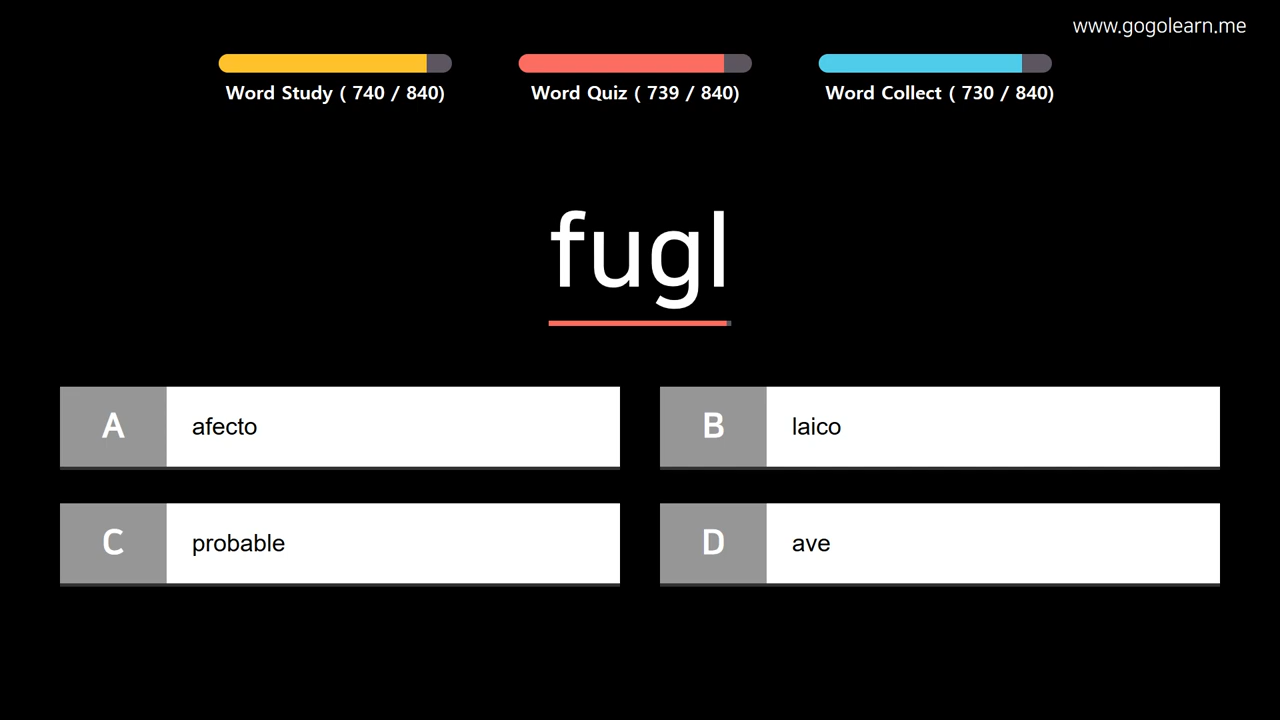 www.gogolearn.me
Word Study ( 740 / 840)
Word Quiz ( 739 / 840)
Word Collect ( 730 / 840)
fugl
A afecto
B laico
C probable
D ave